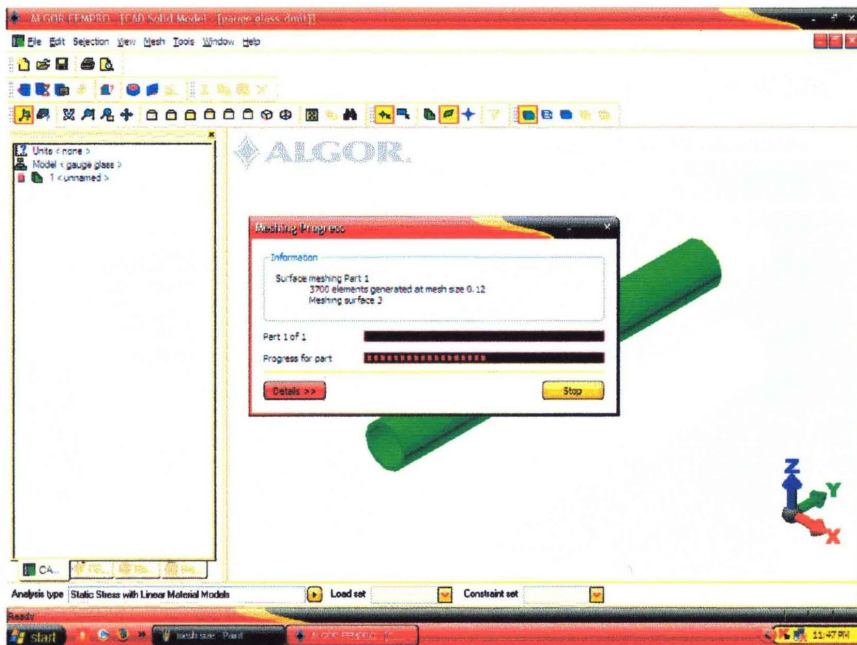 ALGOR FEMPRO - [CAD Solid Model - [gauge glass.dmit]]
File Edit Selection View Mesh Tools Window Help
Units < none >
Model < gauge glass >
1 < unnamed >
ALGOR.
Meshing Progress
Information
Surface meshing Part 1
3700 elements generated at mesh size 0.12
Meshing surface 3
Part 1 of 1
Progress for part
Details >>
Stop
Z
Y
X
CA...
Analysis type Static Stress with Linear Material Models Load set Constraint set
Ready
start
mesh size - Paint
ALGOR FEMPRO - [C...
11:47 PM